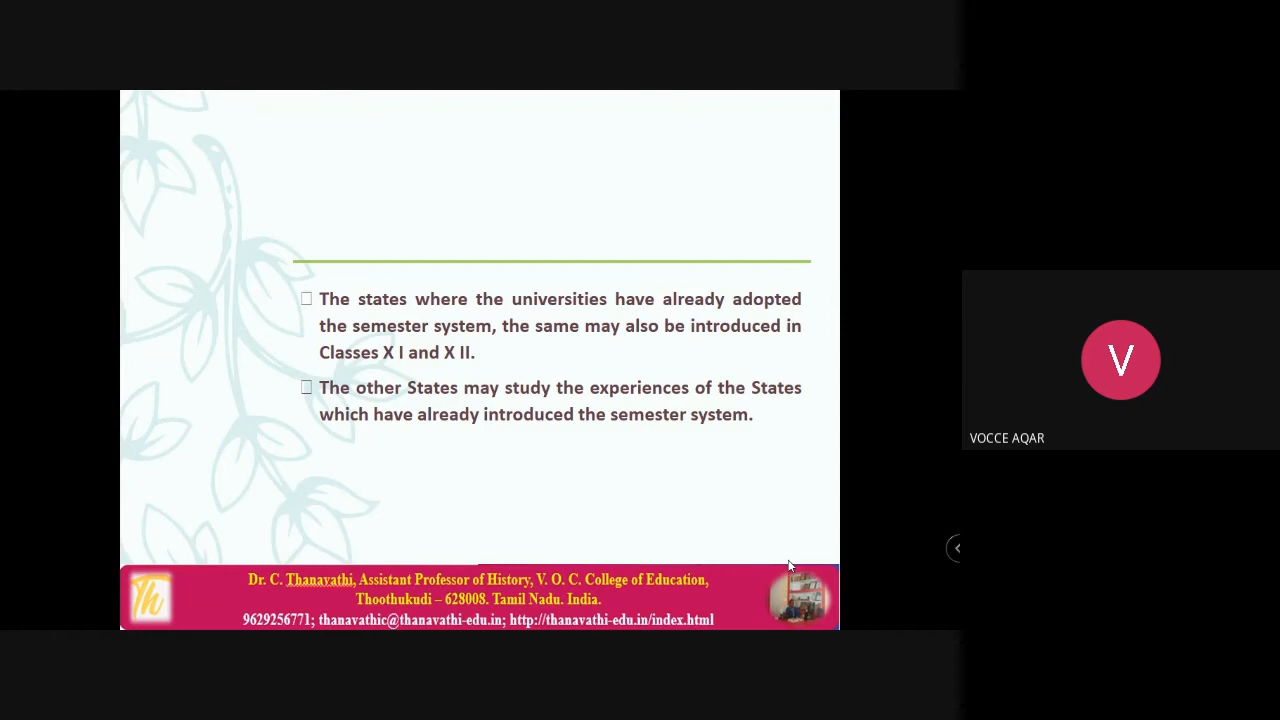 The states where the universities have already adopted
the semester system, the same may also be introduced in
Classes X I and X II.
The other States may study the experiences of the States
which have already introduced the semester system.
Th
Dr. C. Thanavathi, Assistant Professor of History, V. O. C. College of Education,
Thoothukudi – 628008. Tamil Nadu. India.
9629256771; thanavathic@thanavathi-edu.in; http://thanavathi-edu.in/index.html
V
VOCCE AQAR